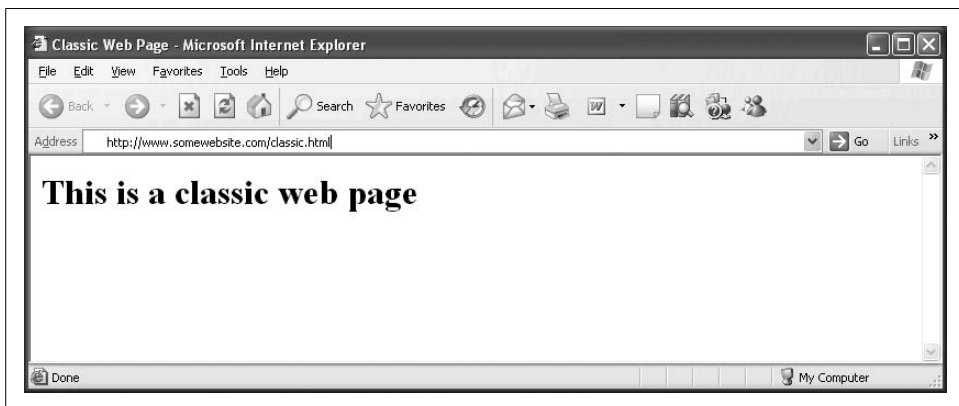 Classic Web Page - Microsoft Internet Explorer
File Edit View Favorites Tools Help
Back Search Favorites W
Address http://www.somewebsite.com/classic.html Go Links »
This is a classic web page
Done My Computer